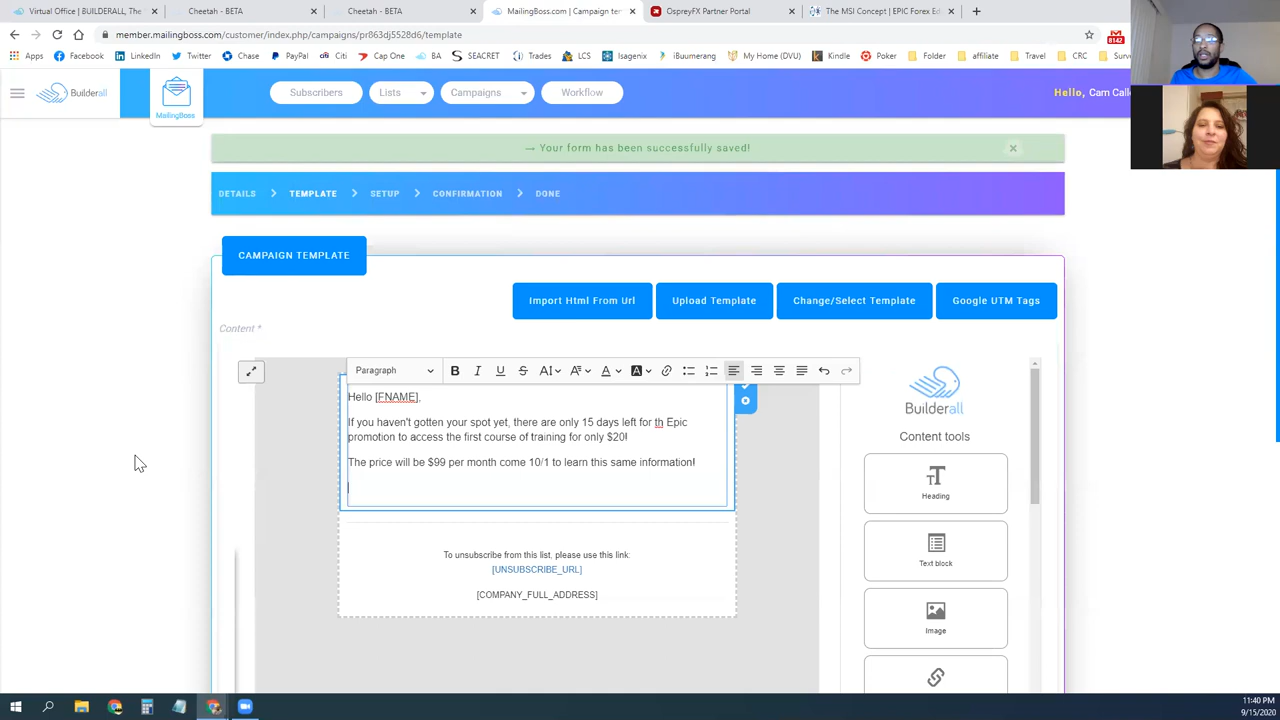 Virtual Office | BUILDERALL, The
Cheetah - BETA
Cheetah - BETA
MailingBoss.com | Campaign ter
OspreyFX Partner Portal
The MSI Concept | EPIC Forex Ed
member.mailingboss.com/customer/index.php/campaigns/pr863dj5528d6/template
8142
Apps
Facebook
LinkedIn
Twitter
Chase
PayPal
Citi
Cap One
BA
SEACRET
Trades
LCS
Isagenix
iBuumerang
My Home (DVU)
Kindle
Poker
Folder
affiliate
Travel
CRT
Surve
Builderall
MailingBoss
Subscribers
Lists
Campaigns
Workflow
Hello, Cam Calle
→ Your form has been successfully saved!
DETAILS
TEMPLATE
SETUP
CONFIRMATION
DONE
CAMPAIGN TEMPLATE
Import Html From Url
Upload Template
Change/Select Template
Google UTM Tags
Content *
Paragraph
Hello [FNAME],
If you haven't gotten your spot yet, there are only 15 days left for th Epic
promotion to access the first course of training for only $20!
The price will be $99 per month come 10/1 to learn this same information!
To unsubscribe from this list, please use this link:
[UNSUBSCRIBE_URL]
[COMPANY_FULL_ADDRESS]
Builderall
Content tools
Heading
Text block
Image
11:40 PM
9/15/2020